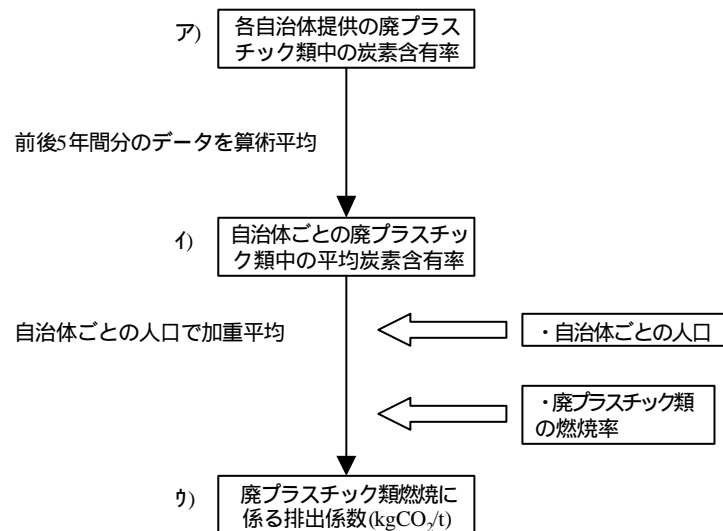 ア)
各自治体提供の廃プラス
チック類中の炭素含有率
前後5年間分のデータを算術平均
イ)
自治体ごとの廃プラスチッ
ク類中の平均炭素含有率
自治体ごとの人口で加重平均
・自治体ごとの人口
・廃プラスチック類
の燃焼率
ウ)
廃プラスチック類燃焼に
係る排出係数(kgCO₂/t)